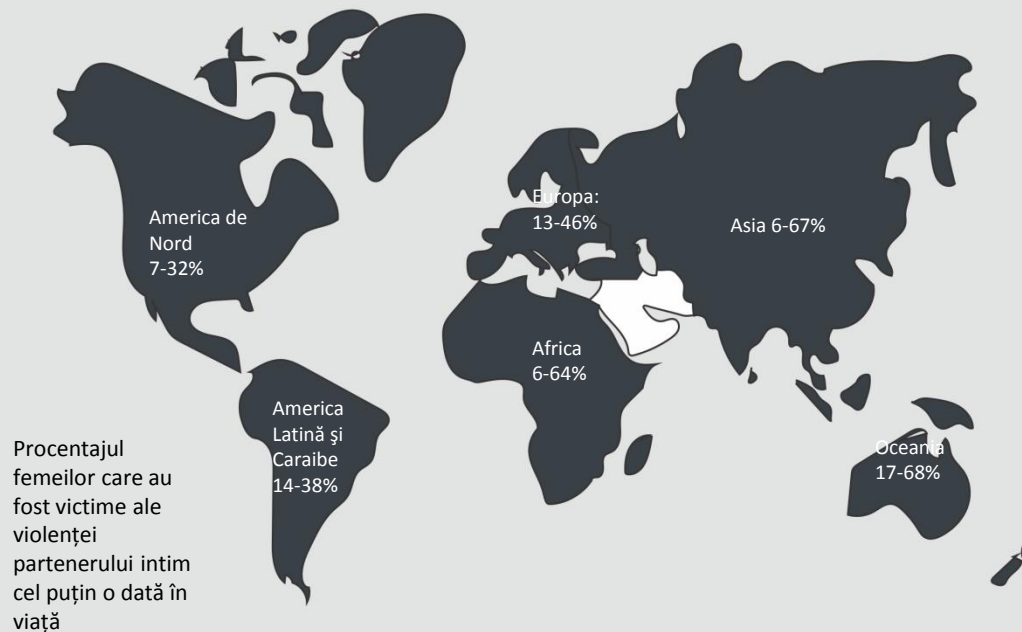 America de
Nord
7-32%
Europa:
13-46%
Asia 6-67%
Africa
6-64%
America
Latină şi
Caraibe
14-38%
Oceania
17-68%
Procentajul
femeilor care au
fost victime ale
violenței
partenerului intim
cel puțin o dată în
viață